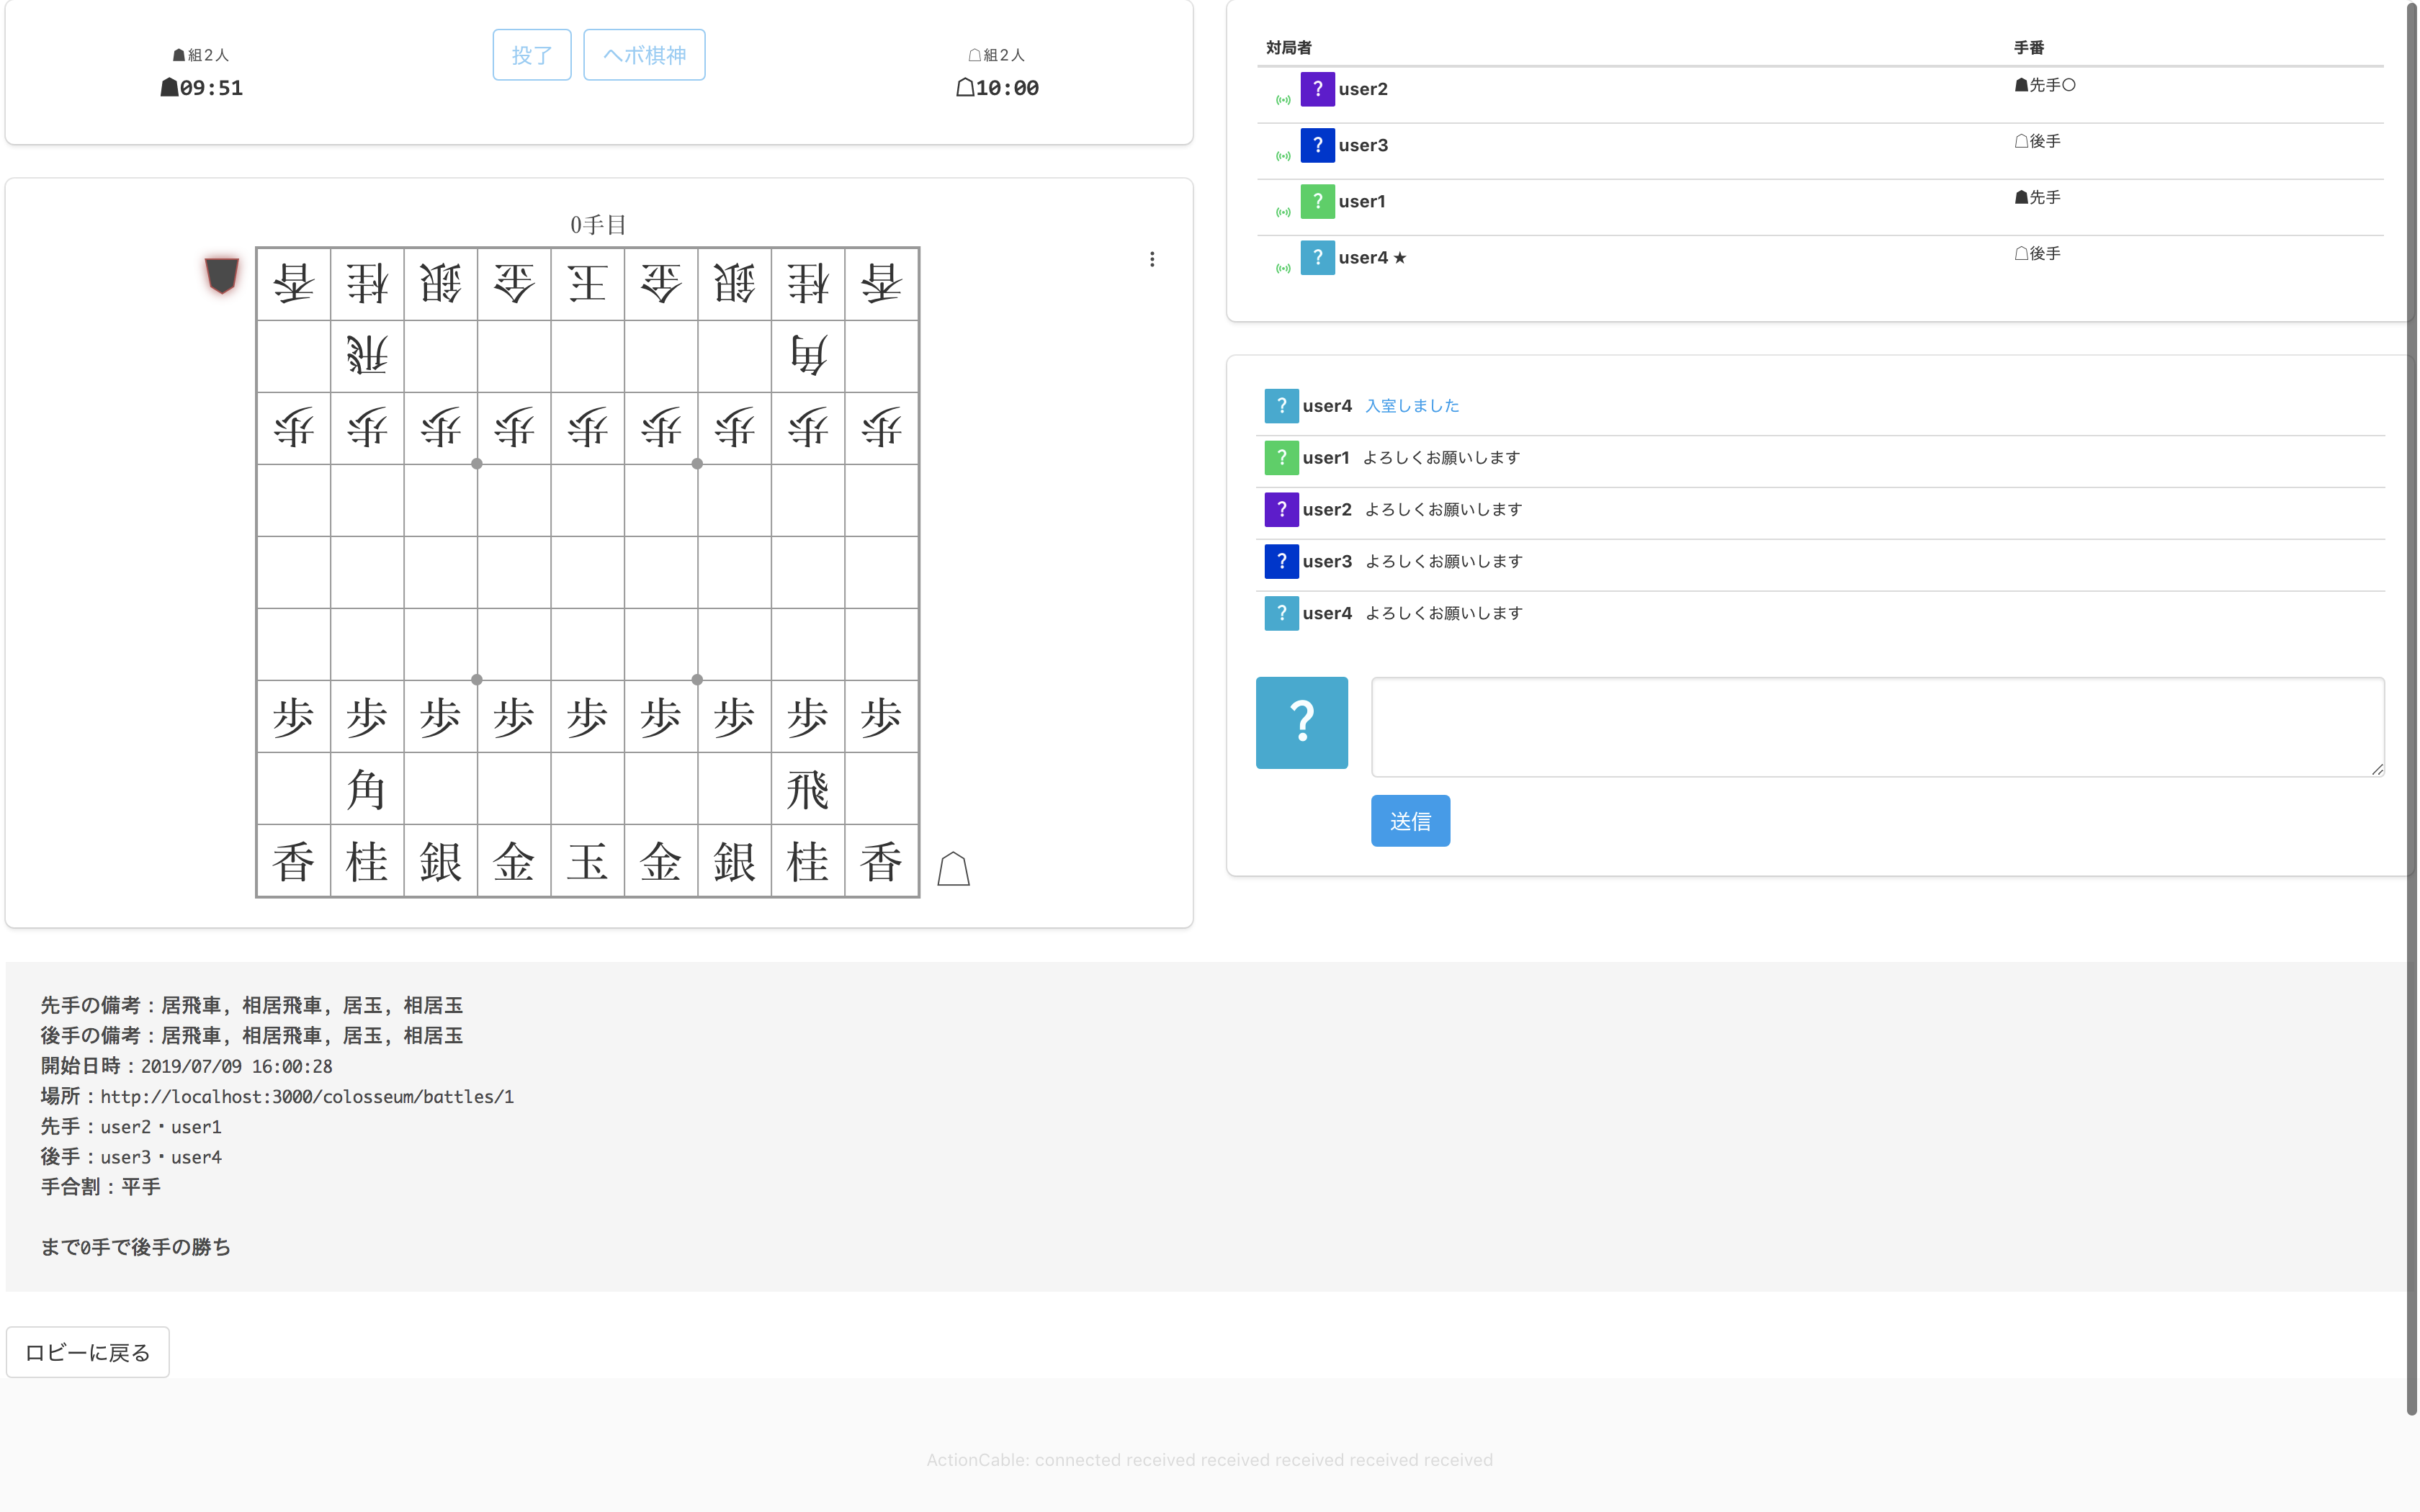 ☗組2人
☗09:51
投了
ヘボ棋神
☖組2人
☖10:00
0手目
香桂銀金王金銀桂香
飛角
歩歩歩歩歩歩歩歩歩
歩歩歩歩歩歩歩歩歩
角飛
香桂銀金玉金銀桂香
対局者 手番
? user2 ☗先手○
? user3 ☖後手
? user1 ☗先手
? user4 ★ ☖後手
? user4 入室しました
? user1 よろしくお願いします
? user2 よろしくお願いします
? user3 よろしくお願いします
? user4 よろしくお願いします
?
送信
先手の備考：居飛車, 相居飛車, 居玉, 相居玉
後手の備考：居飛車, 相居飛車, 居玉, 相居玉
開始日時：2019/07/09 16:00:28
場所：http://localhost:3000/colosseum/battles/1
先手：user2・user1
後手：user3・user4
手合割：平手
まで0手で後手の勝ち
ロビーに戻る
ActionCable: connected received received received received received